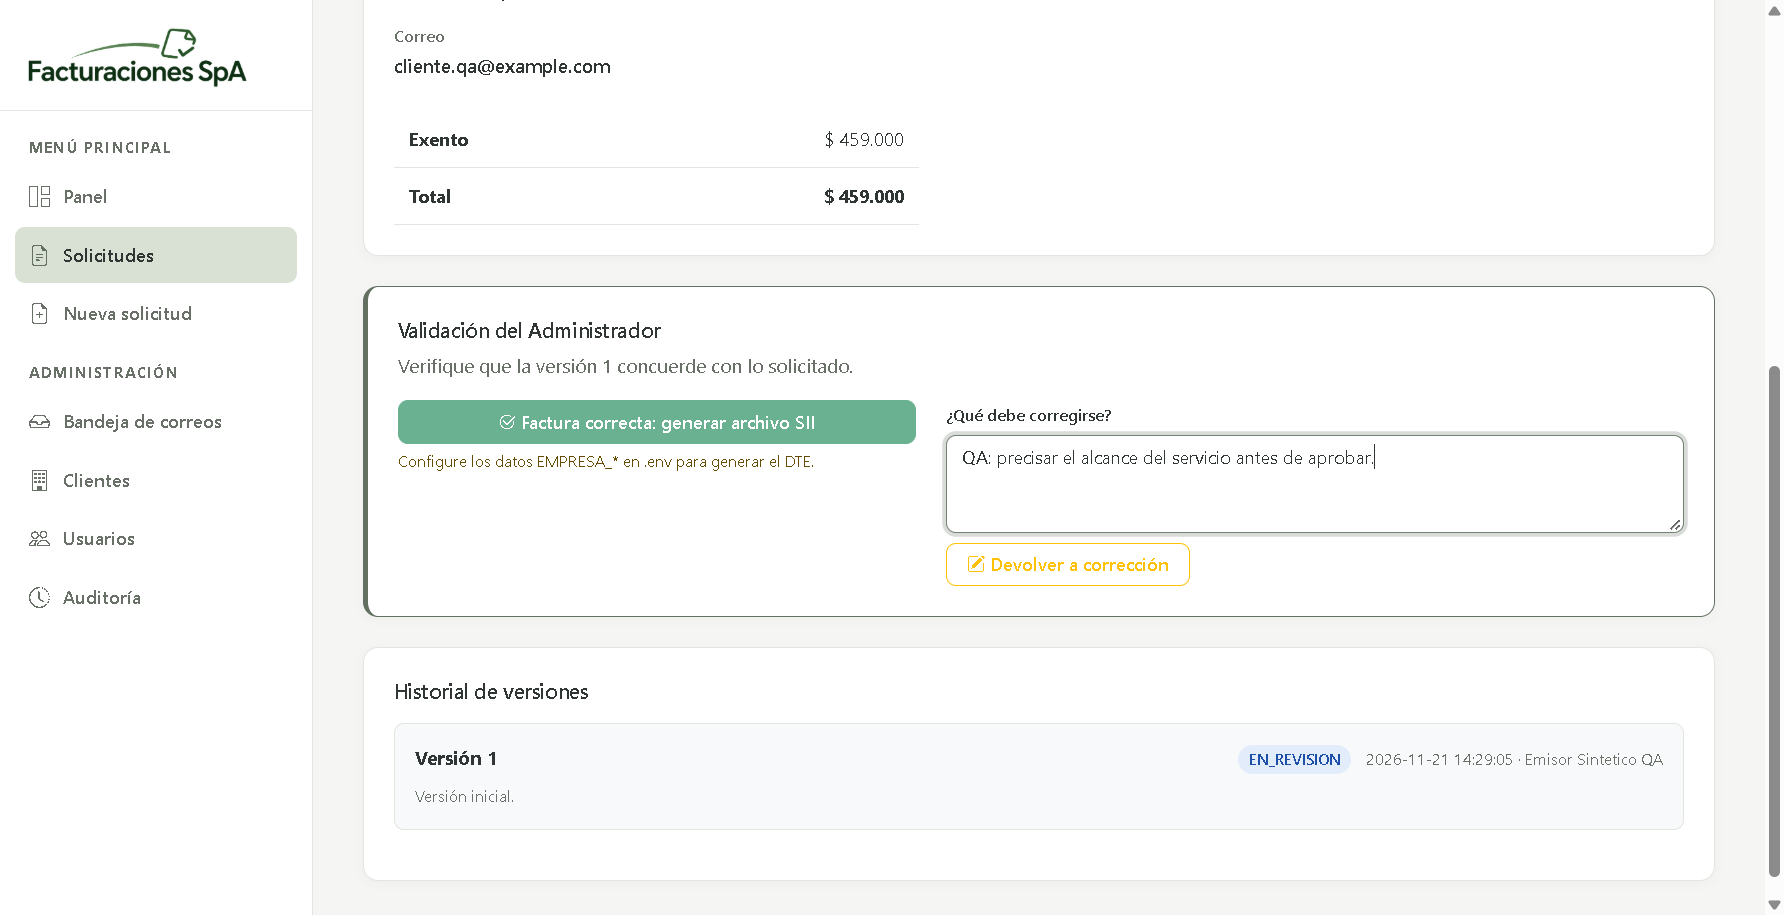 Facturaciones SpA
MENÚ PRINCIPAL
Panel
Solicitudes
Nueva solicitud
ADMINISTRACIÓN
Bandeja de correos
Clientes
Usuarios
Auditoría
Correo
cliente.qa@example.com
Exento $ 459.000
Total $ 459.000
Validación del Administrador
Verifique que la versión 1 concuerde con lo solicitado.
Factura correcta: generar archivo SII
Configure los datos EMPRESA_* en .env para generar el DTE.
¿Qué debe corregirse?
QA: precisar el alcance del servicio antes de aprobar.
Devolver a corrección
Historial de versiones
Versión 1 EN_REVISION 2026-11-21 14:29:05 · Emisor Sintetico QA
Versión inicial.